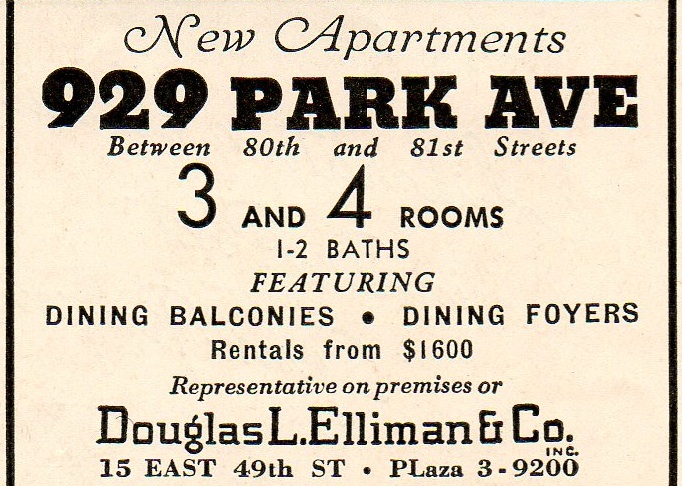 New Apartments
929 PARK AVE
Between 80th and 81st Streets
3 AND 4 ROOMS
1-2 BATHS
FEATURING
DINING BALCONIES • DINING FOYERS
Rentals from $1600
Representative on premises or
Douglas L. Elliman & Co. INC.
15 EAST 49th ST • PLaza 3-9200